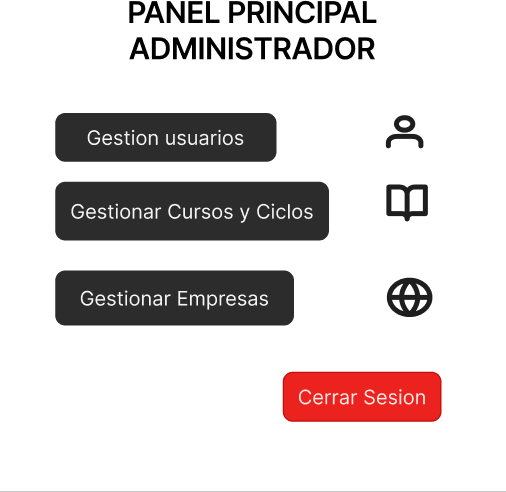 PANEL PRINCIPAL
ADMINISTRADOR
Gestion usuarios
Gestionar Cursos y Ciclos
Gestionar Empresas
Cerrar Sesion